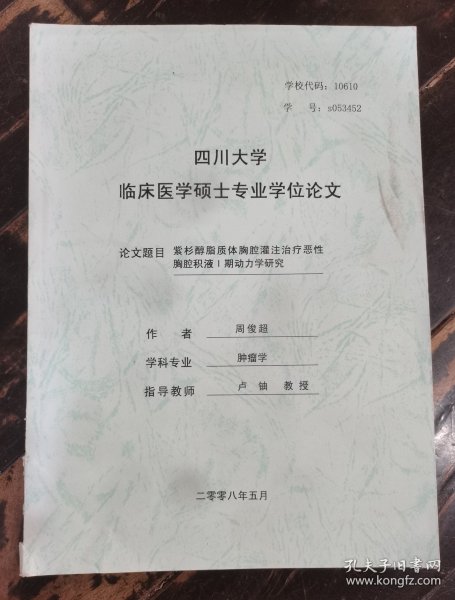 学校代码：10610
学 号：s053452
四川大学
临床医学硕士专业学位论文
论文题目 紫杉醇脂质体胸腔灌注治疗恶性
胸腔积液Ⅰ期动力学研究
作 者 周俊超
学科专业 肿瘤学
指导教师 卢铀 教授
二零零八年五月
孔夫子旧书网
www.kongfz.com